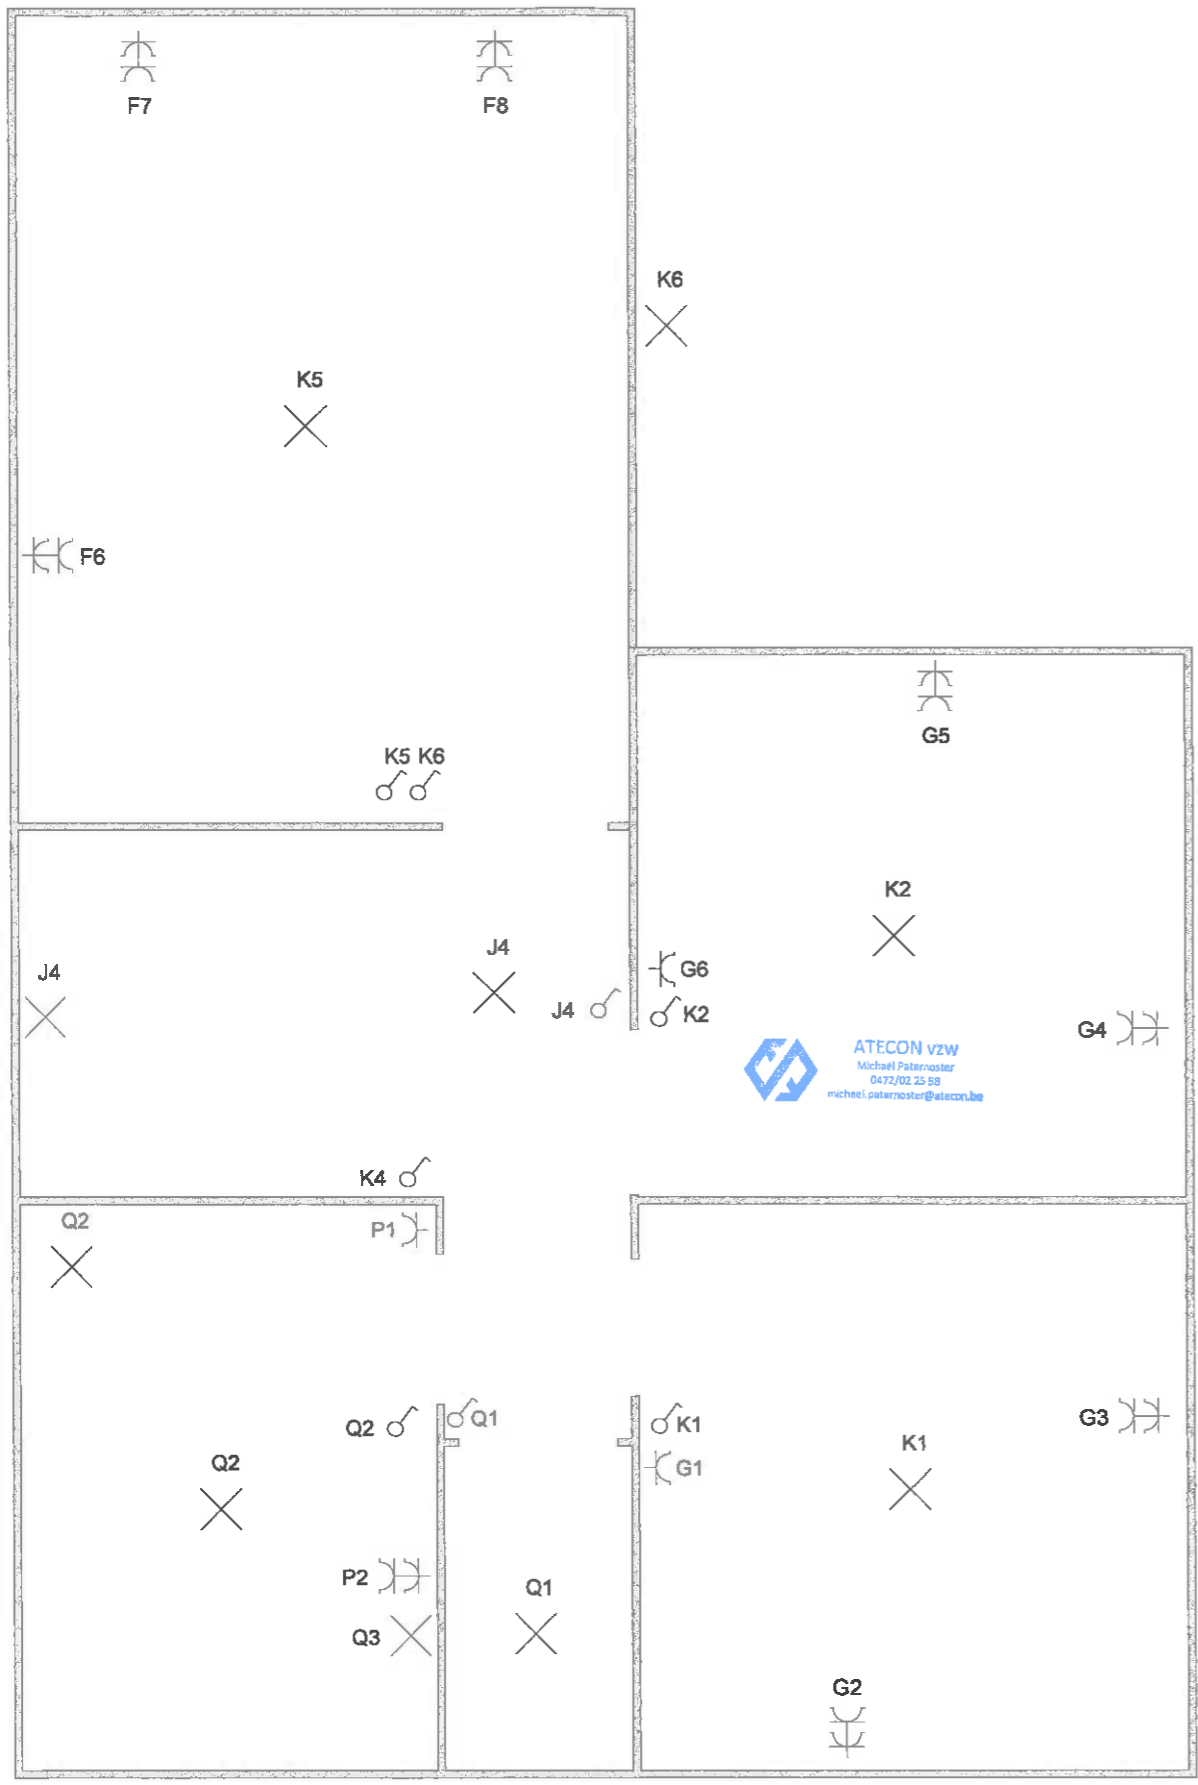 F7
F8
K6
K5
F6
G5
K5 K6
K2
J4
J4
G6
J4
K2
G4
ATECON vzw
Michaël Paternoster
0472/02 25 98
michael.paternoster@atecon.be
K4
Q2
P1
Q2
Q1
K1
G3
Q2
K1
G1
P2
Q1
Q3
G2